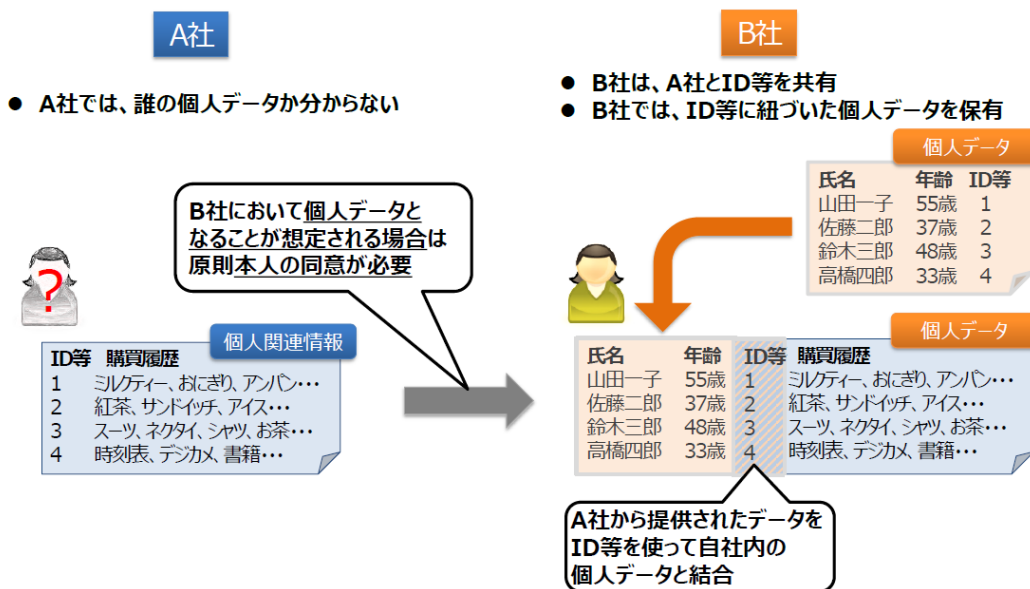 A社
● A社では、誰の個人データか分からない
?
個人関連情報
ID等 購買履歴
1 ミルクティー、おにぎり、アンパン･･･
2 紅茶、サンドイッチ、アイス･･･
3 スーツ、ネクタイ、シャツ、お茶･･･
4 時刻表、デジカメ、書籍･･･
B社において個人データと
なることが想定される場合は
原則本人の同意が必要
B社
● B社は、A社とID等を共有
● B社では、ID等に紐づいた個人データを保有
個人データ
氏名 年齢 ID等
山田一子 55歳 1
佐藤二郎 37歳 2
鈴木三郎 48歳 3
高橋四郎 33歳 4
個人データ
氏名 年齢 ID等 購買履歴
山田一子 55歳 1 ミルクティー、おにぎり、アンパン･･･
佐藤二郎 37歳 2 紅茶、サンドイッチ、アイス･･･
鈴木三郎 48歳 3 スーツ、ネクタイ、シャツ、お茶･･･
高橋四郎 33歳 4 時刻表、デジカメ、書籍･･･
A社から提供されたデータを
ID等を使って自社内の
個人データと結合